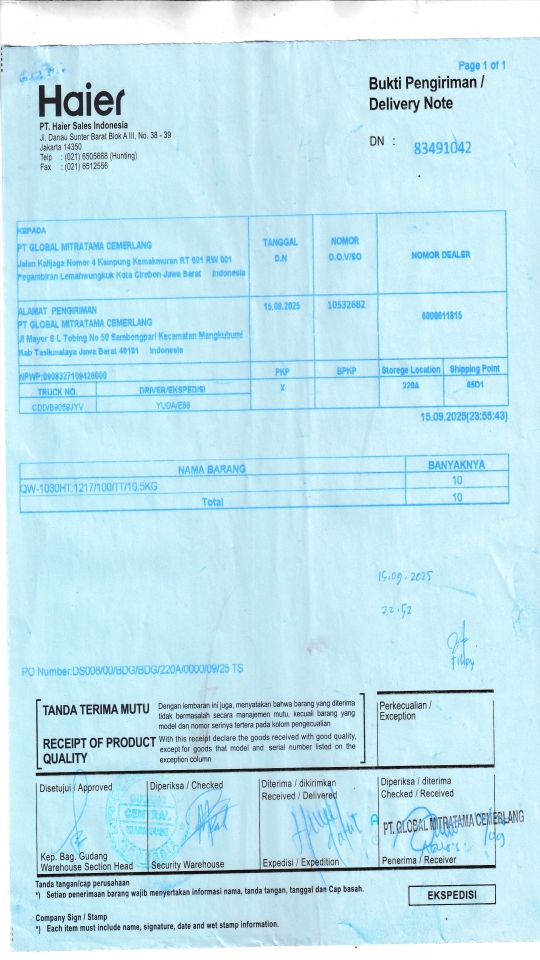 Page 1 of 1
Haier
Bukti Pengiriman /
Delivery Note
PT. Haier Sales Indonesia
Jl. Danau Sunter Barat Blok A III, No. 38 - 39
Jakarta 14350
Telp : (021) 6505668 (Hunting)
Fax : (021) 6512556
DN : 83491042
KEPADA
PT GLOBAL MITRATAMA CEMERLANG
Jalan Kalijaga Nomor 4 Kampung Kemakmuran RT 001 RW 001
Pegambiran Lemahwungkuk Kota Cirebon Jawa Barat Indonesia
TANGGAL
D.N
NOMOR
D.O.V/SO
NOMOR DEALER
ALAMAT PENGIRIMAN
PT GLOBAL MITRATAMA CEMERLANG
Jl Mayor S L Tobing No 50 Sambongpari Kecamatan Mangkubumi
Kab Tasikmalaya Jawa Barat 46181 Indonesia
15.09.2025
10532682
6000011815
NPWP:0908327109426000
PKP
BPKP
Storege Location
Shipping Point
TRUCK NO.
DRIVER/EKSPEDISI
X
220A
65D1
CDD/B9059JYV
YUDA/E68
15.09.2025(23:55:43)
NAMA BARANG
BANYAKNYA
QW-1030HT:1217/100/TT/10.5KG
10
Total
10
15.09.2025
22:52
PO Number:DS008/00/BDG/BDG/220A/0000/09/25 TS
TANDA TERIMA MUTU
Dengan lembaran ini juga, menyatakan bahwa barang yang diterima
tidak bermasalah secara manajemen mutu, kecuali barang yang
model dan nomor serinya tertera pada kolom pengecualian
RECEIPT OF PRODUCT
QUALITY
With this receipt declare the goods received with good quality,
except for goods that model and serial number listed on the
exception column
Perkecualian /
Exception
Disetujui / Approved
Diperiksa / Checked
Diterima / dikirimkan
Received / Delivered
Diperiksa / diterima
Checked / Received
PT. GLOBAL MITRATAMA CEMERLANG
Kep. Bag. Gudang
Warehouse Section Head
Security Warehouse
Expedisi / Expedition
Penerima / Receiver
Tanda tangan/cap perusahaan
*) Setiap penerimaan barang wajib menyertakan informasi nama, tanda tangan, tanggal dan Cap basah.
EKSPEDISI
Company Sign / Stamp
*) Each item must include name, signature, date and wet stamp information.